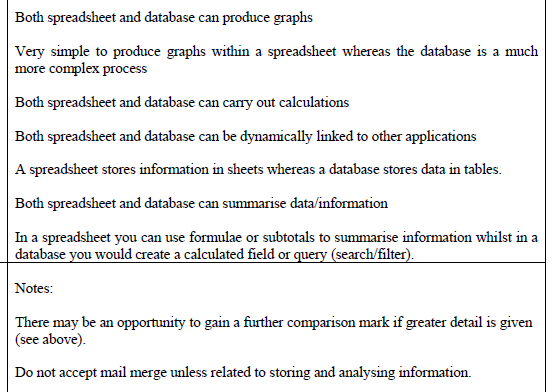 Both spreadsheet and database can produce graphs
Very simple to produce graphs within a spreadsheet whereas the database is a much
more complex process
Both spreadsheet and database can carry out calculations
Both spreadsheet and database can be dynamically linked to other applications
A spreadsheet stores information in sheets whereas a database stores data in tables.
Both spreadsheet and database can summarise data/information
In a spreadsheet you can use formulae or subtotals to summarise information whilst in a
database you would create a calculated field or query (search/filter).
Notes:
There may be an opportunity to gain a further comparison mark if greater detail is given
(see above).
Do not accept mail merge unless related to storing and analysing information.